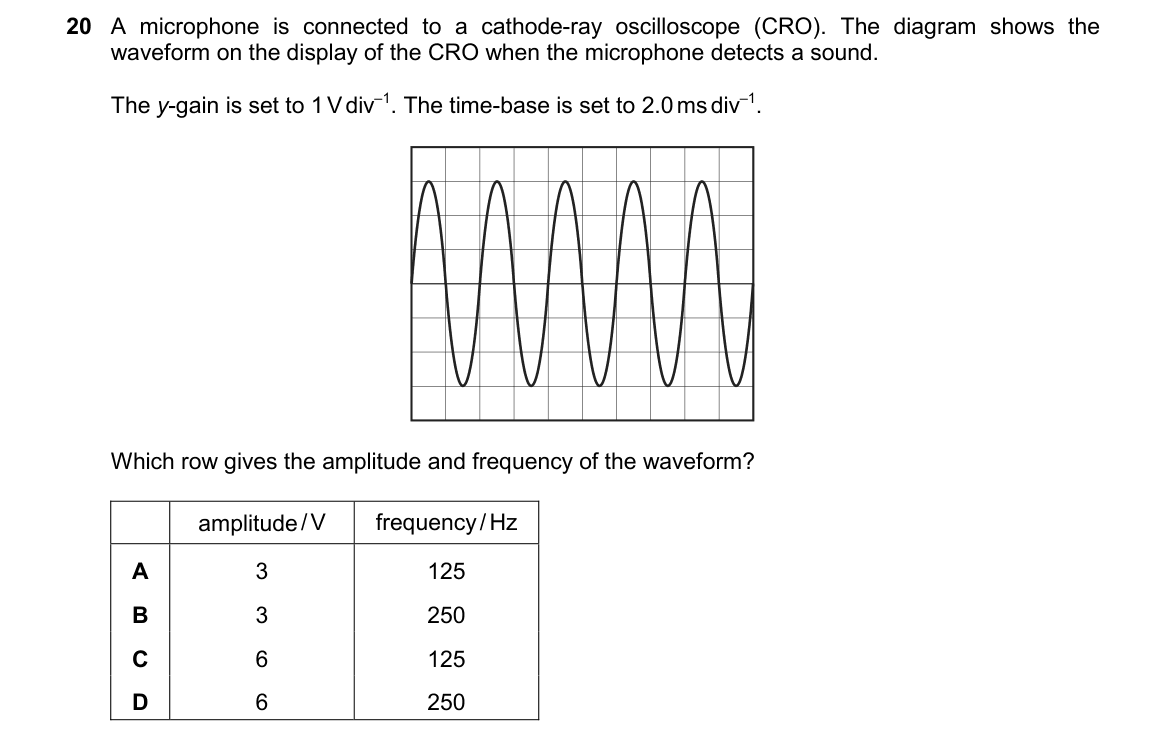 20 A microphone is connected to a cathode-ray oscilloscope (CRO). The diagram shows the
waveform on the display of the CRO when the microphone detects a sound.
The y-gain is set to 1 V div⁻¹. The time-base is set to 2.0 ms div⁻¹.
Which row gives the amplitude and frequency of the waveform?
amplitude / V frequency / Hz
A 3 125
B 3 250
C 6 125
D 6 250